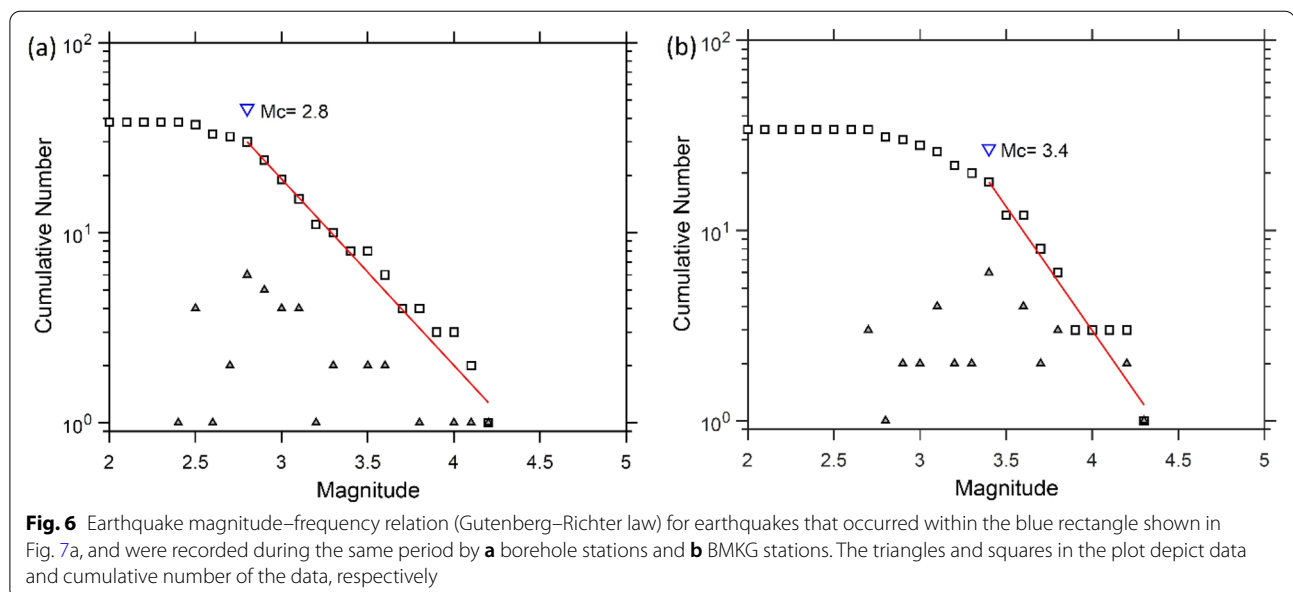 (a)
10²
10¹
10⁰
Cumulative Number
Mc= 2.8
2 2.5 3 3.5 4 4.5 5
Magnitude
(b)
10²
10¹
10⁰
Cumulative Number
Mc= 3.4
2 2.5 3 3.5 4 4.5 5
Magnitude
Fig. 6 Earthquake magnitude–frequency relation (Gutenberg–Richter law) for earthquakes that occurred within the blue rectangle shown in
Fig. 7a, and were recorded during the same period by a borehole stations and b BMKG stations. The triangles and squares in the plot depict data
and cumulative number of the data, respectively